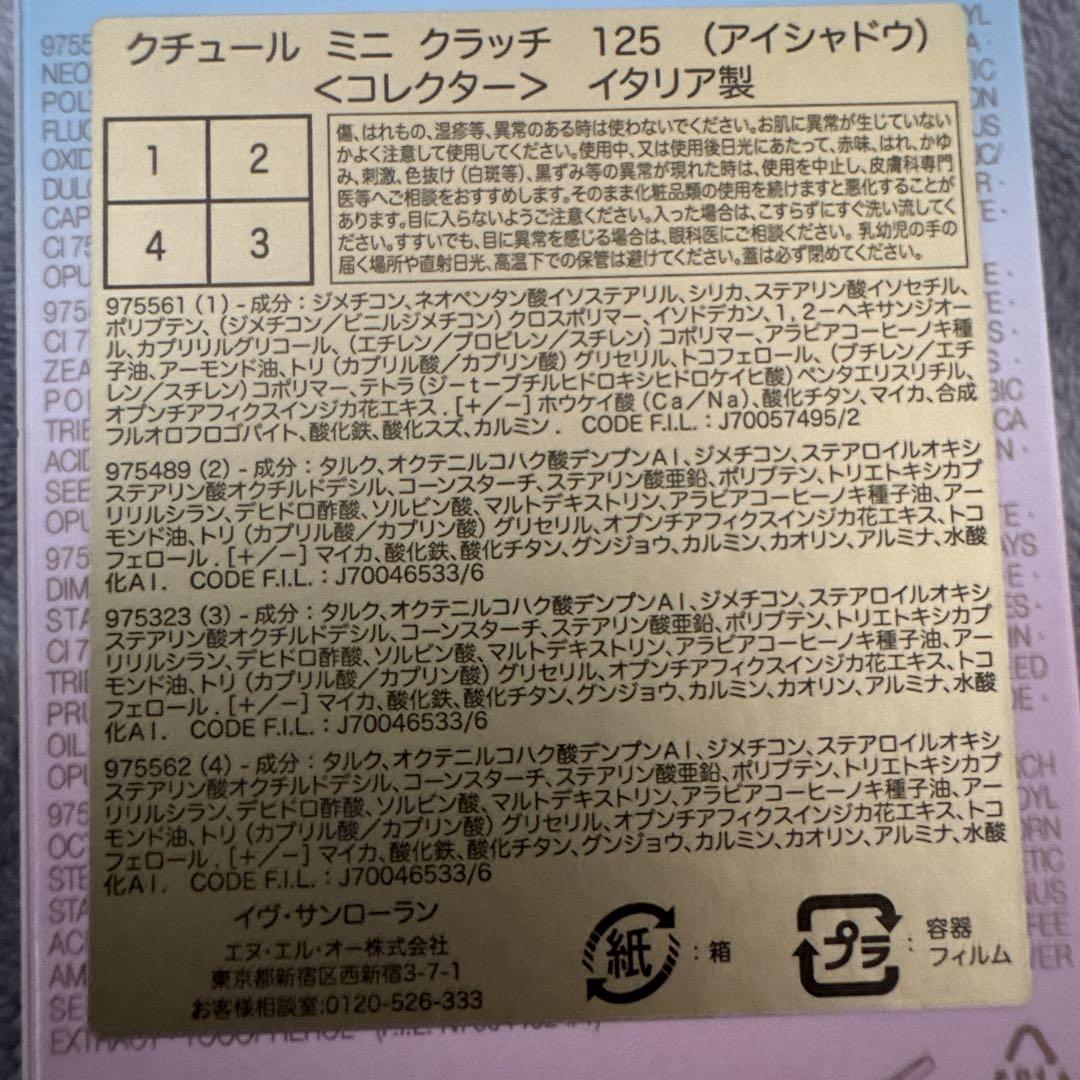 クチュール ミニ クラッチ 125 (アイシャドウ)
<コレクター> イタリア製
1 2
4 3
傷、はれもの、湿疹等、異常のある時は使わないでください。お肌に異常が生じていない
かよく注意して使用してください。使用中、又は使用後日光にあたって、赤味、はれ、かゆ
み、刺激、色抜け(白斑等)、黒ずみ等の異常が現れた時は、使用を中止し、皮膚科専門
医等へご相談をおすすめします。そのまま化粧品類の使用を続けますと悪化することが
あります。目に入らないようご注意ください。入った場合は、こすらずにすぐ洗い流してく
ださい。すすいでも、目に異常を感じる場合は、眼科医にご相談ください。乳幼児の手の
届く場所や直射日光、高温下での保管は避けてください。蓋は必ず閉めてください。
975561 (1) - 成分:ジメチコン、ネオペンタン酸イソステアリル、シリカ、ステアリン酸イソセチル、
ポリブテン、(ジメチコン/ビニルジメチコン)クロスポリマー、イソドデカン、1,2-ヘキサンジオー
ル、カプリリルグリコール、(エチレン/プロピレン/スチレン)コポリマー、アラビアコーヒーノキ種
子油、アーモンド油、トリ(カプリル酸/カプリン酸)グリセリル、トコフェロール、(ブチレン/エチ
レン/スチレン)コポリマー、テトラ(ジ-t-ブチルヒドロキシヒドロケイヒ酸)ペンタエリスリチル、
オプンチアフィクスインジカ花エキス.[+/-]ホウケイ酸(Ca/Na)、酸化チタン、マイカ、合成
フルオロフロゴパイト、酸化鉄、酸化スズ、カルミン. CODE F.I.L.:J70057495/2
975489 (2) - 成分:タルク、オクテニルコハク酸デンプンAl、ジメチコン、ステアロイルオキシ
ステアリン酸オクチルドデシル、コーンスターチ、ステアリン酸亜鉛、ポリブテン、トリエトキシカプ
リリルシラン、デヒドロ酢酸、ソルビン酸、マルトデキストリン、アラビアコーヒーノキ種子油、アー
モンド油、トリ(カプリル酸/カプリン酸)グリセリル、オプンチアフィクスインジカ花エキス、トコ
フェロール.[+/-]マイカ、酸化鉄、酸化チタン、グンジョウ、カルミン、カオリン、アルミナ、水酸
化Al. CODE F.I.L.:J70046533/6
975323 (3) - 成分:タルク、オクテニルコハク酸デンプンAl、ジメチコン、ステアロイルオキシ
ステアリン酸オクチルドデシル、コーンスターチ、ステアリン酸亜鉛、ポリブテン、トリエトキシカプ
リリルシラン、デヒドロ酢酸、ソルビン酸、マルトデキストリン、アラビアコーヒーノキ種子油、アー
モンド油、トリ(カプリル酸/カプリン酸)グリセリル、オプンチアフィクスインジカ花エキス、トコ
フェロール.[+/-]マイカ、酸化鉄、酸化チタン、グンジョウ、カルミン、カオリン、アルミナ、水酸
化Al. CODE F.I.L.:J70046533/6
975562 (4) - 成分:タルク、オクテニルコハク酸デンプンAl、ジメチコン、ステアロイルオキシ
ステアリン酸オクチルドデシル、コーンスターチ、ステアリン酸亜鉛、ポリブテン、トリエトキシカプ
リリルシラン、デヒドロ酢酸、ソルビン酸、マルトデキストリン、アラビアコーヒーノキ種子油、アー
モンド油、トリ(カプリル酸/カプリン酸)グリセリル、オプンチアフィクスインジカ花エキス、トコ
フェロール.[+/-]マイカ、酸化鉄、酸化チタン、グンジョウ、カルミン、カオリン、アルミナ、水酸
化Al. CODE F.I.L.:J70046533/6
イヴ・サンローラン
エヌ・エル・オー株式会社
東京都新宿区西新宿3-7-1
お客様相談室:0120-526-333
紙:箱
プラ:容器
フィルム